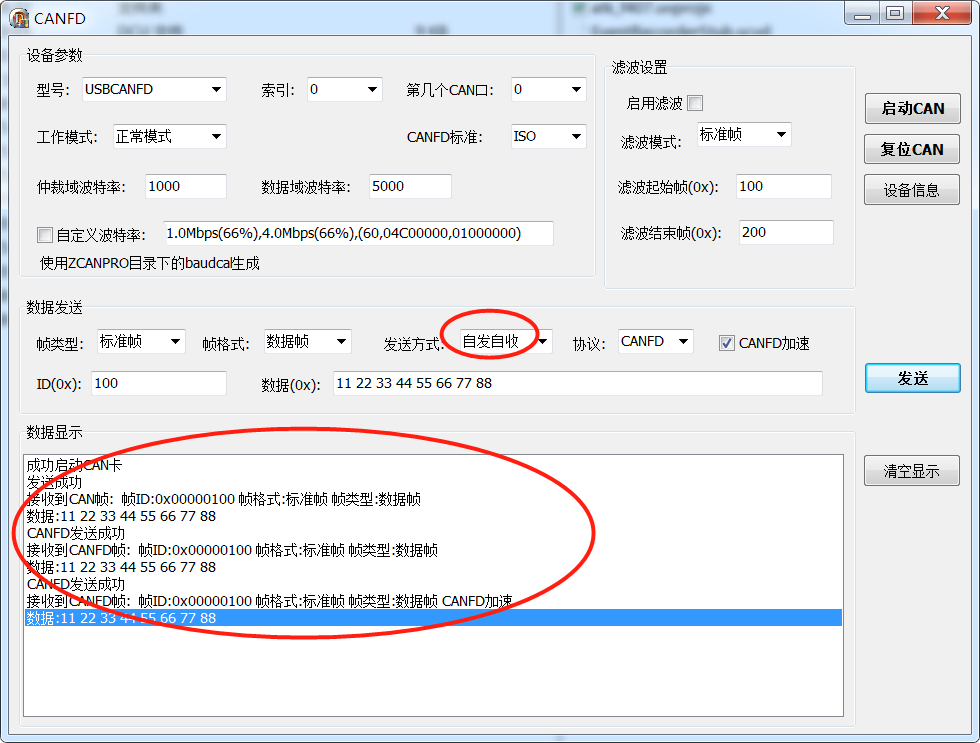 CANFD
设备参数
型号: USBCANFD 索引: 0 第几个CAN口: 0
工作模式: 正常模式 CANFD标准: ISO
仲裁域波特率: 1000 数据域波特率: 5000
自定义波特率: 1.0Mbps(66%),4.0Mbps(66%),(60,04C00000,01000000)
使用ZCANPRO目录下的baudcal生成
滤波设置
启用滤波
滤波模式: 标准帧
滤波起始帧(0x): 100
滤波结束帧(0x): 200
启动CAN
复位CAN
设备信息
数据发送
帧类型: 标准帧 帧格式: 数据帧 发送方式: 自发自收 协议: CANFD CANFD加速
ID(0x): 100 数据(0x): 11 22 33 44 55 66 77 88
发送
数据显示
成功启动CAN卡
发送成功
接收到CAN帧: 帧ID:0x00000100 帧格式:标准帧 帧类型:数据帧
数据:11 22 33 44 55 66 77 88
CANFD发送成功
接收到CANFD帧: 帧ID:0x00000100 帧格式:标准帧 帧类型:数据帧
数据:11 22 33 44 55 66 77 88
CANFD发送成功
接收到CANFD帧: 帧ID:0x00000100 帧格式:标准帧 帧类型:数据帧 CANFD加速
数据:11 22 33 44 55 66 77 88
清空显示